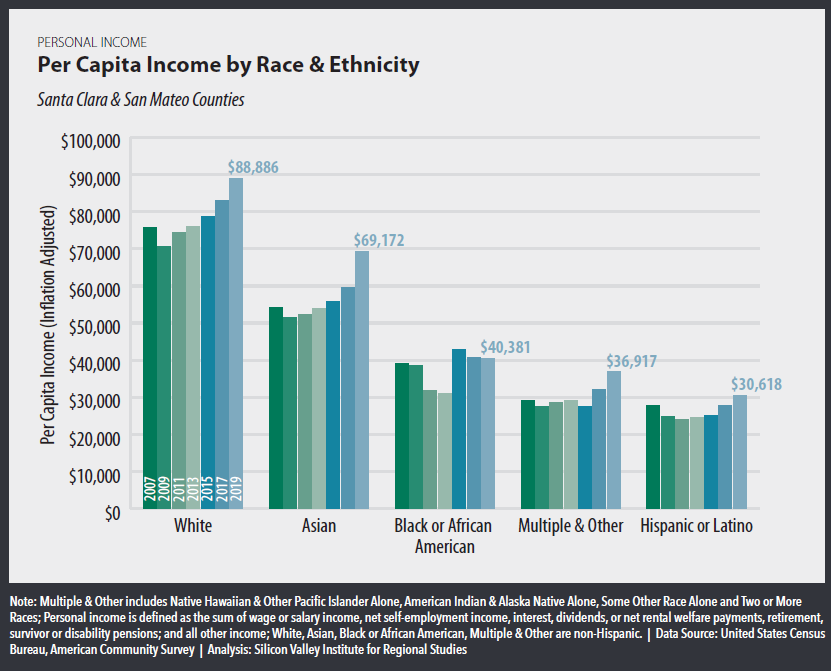 PERSONAL INCOME
Per Capita Income by Race & Ethnicity
Santa Clara & San Mateo Counties
Per Capita Income (Inflation Adjusted)
$100,000
$90,000
$80,000
$70,000
$60,000
$50,000
$40,000
$30,000
$20,000
$10,000
$0
$88,886
$69,172
$40,381
$36,917
$30,618
2007
2009
2011
2013
2015
2017
2019
White
Asian
Black or African
American
Multiple & Other
Hispanic or Latino
Note: Multiple & Other includes Native Hawaiian & Other Pacific Islander Alone, American Indian & Alaska Native Alone, Some Other Race Alone and Two or More
Races; Personal income is defined as the sum of wage or salary income, net self-employment income, interest, dividends, or net rental welfare payments, retirement,
survivor or disability pensions; and all other income; White, Asian, Black or African American, Multiple & Other are non-Hispanic. | Data Source: United States Census
Bureau, American Community Survey | Analysis: Silicon Valley Institute for Regional Studies